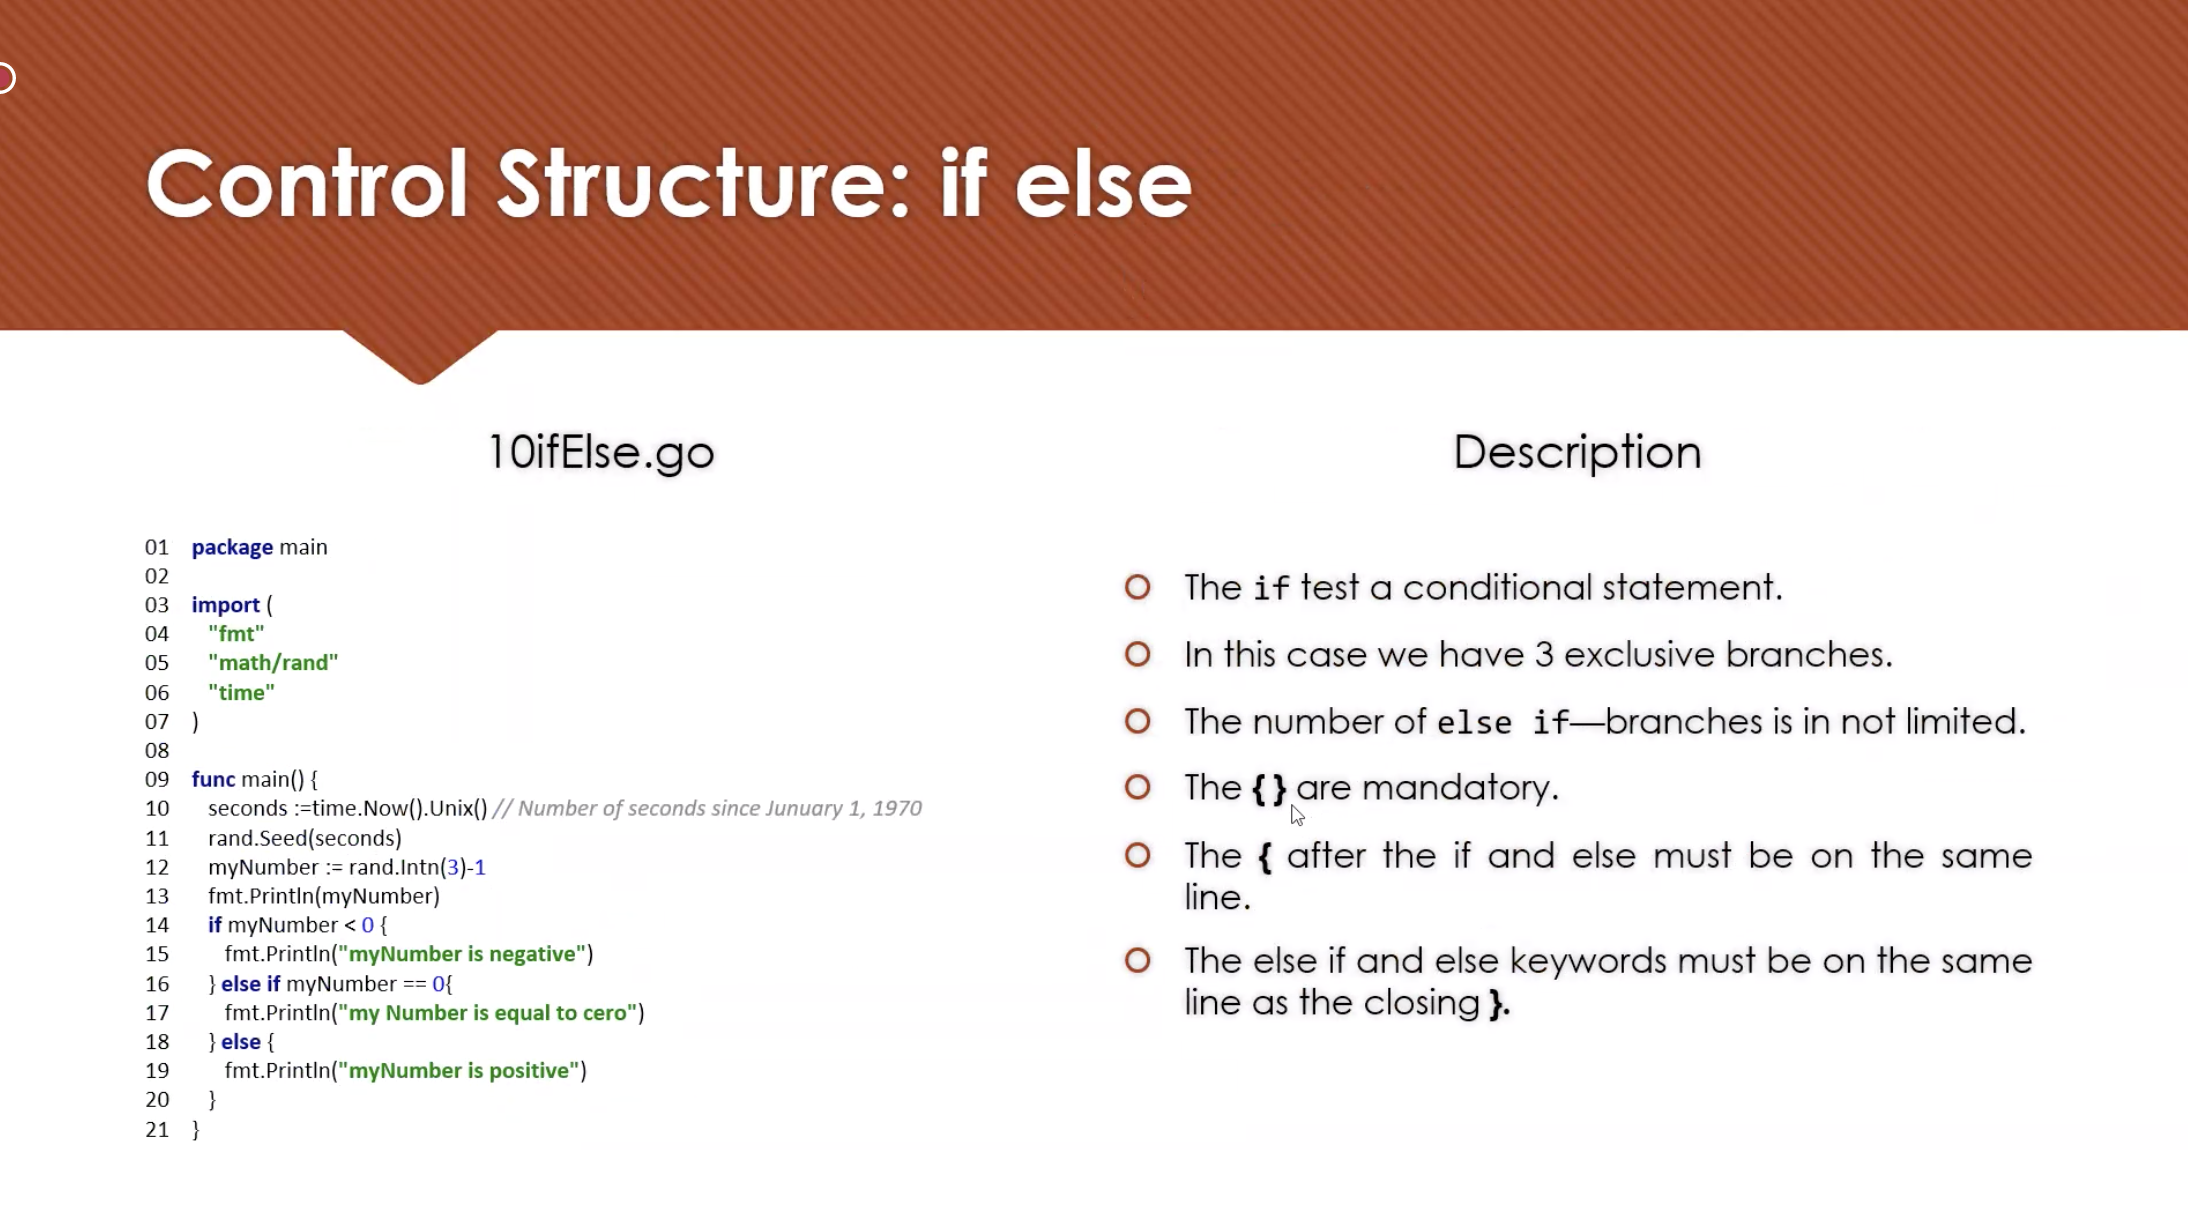 Control Structure: if else
10ifElse.go
01 package main
02
03 import (
04 "fmt"
05 "math/rand"
06 "time"
07 )
08
09 func main() {
10 seconds :=time.Now().Unix() // Number of seconds since Junuary 1, 1970
11 rand.Seed(seconds)
12 myNumber := rand.Intn(3)-1
13 fmt.Println(myNumber)
14 if myNumber < 0 {
15 fmt.Println("myNumber is negative")
16 } else if myNumber == 0{
17 fmt.Println("my Number is equal to cero")
18 } else {
19 fmt.Println("myNumber is positive")
20 }
21 }
Description
The if test a conditional statement.
In this case we have 3 exclusive branches.
The number of else if—branches is in not limited.
The {} are mandatory.
The { after the if and else must be on the same
line.
The else if and else keywords must be on the same
line as the closing }.